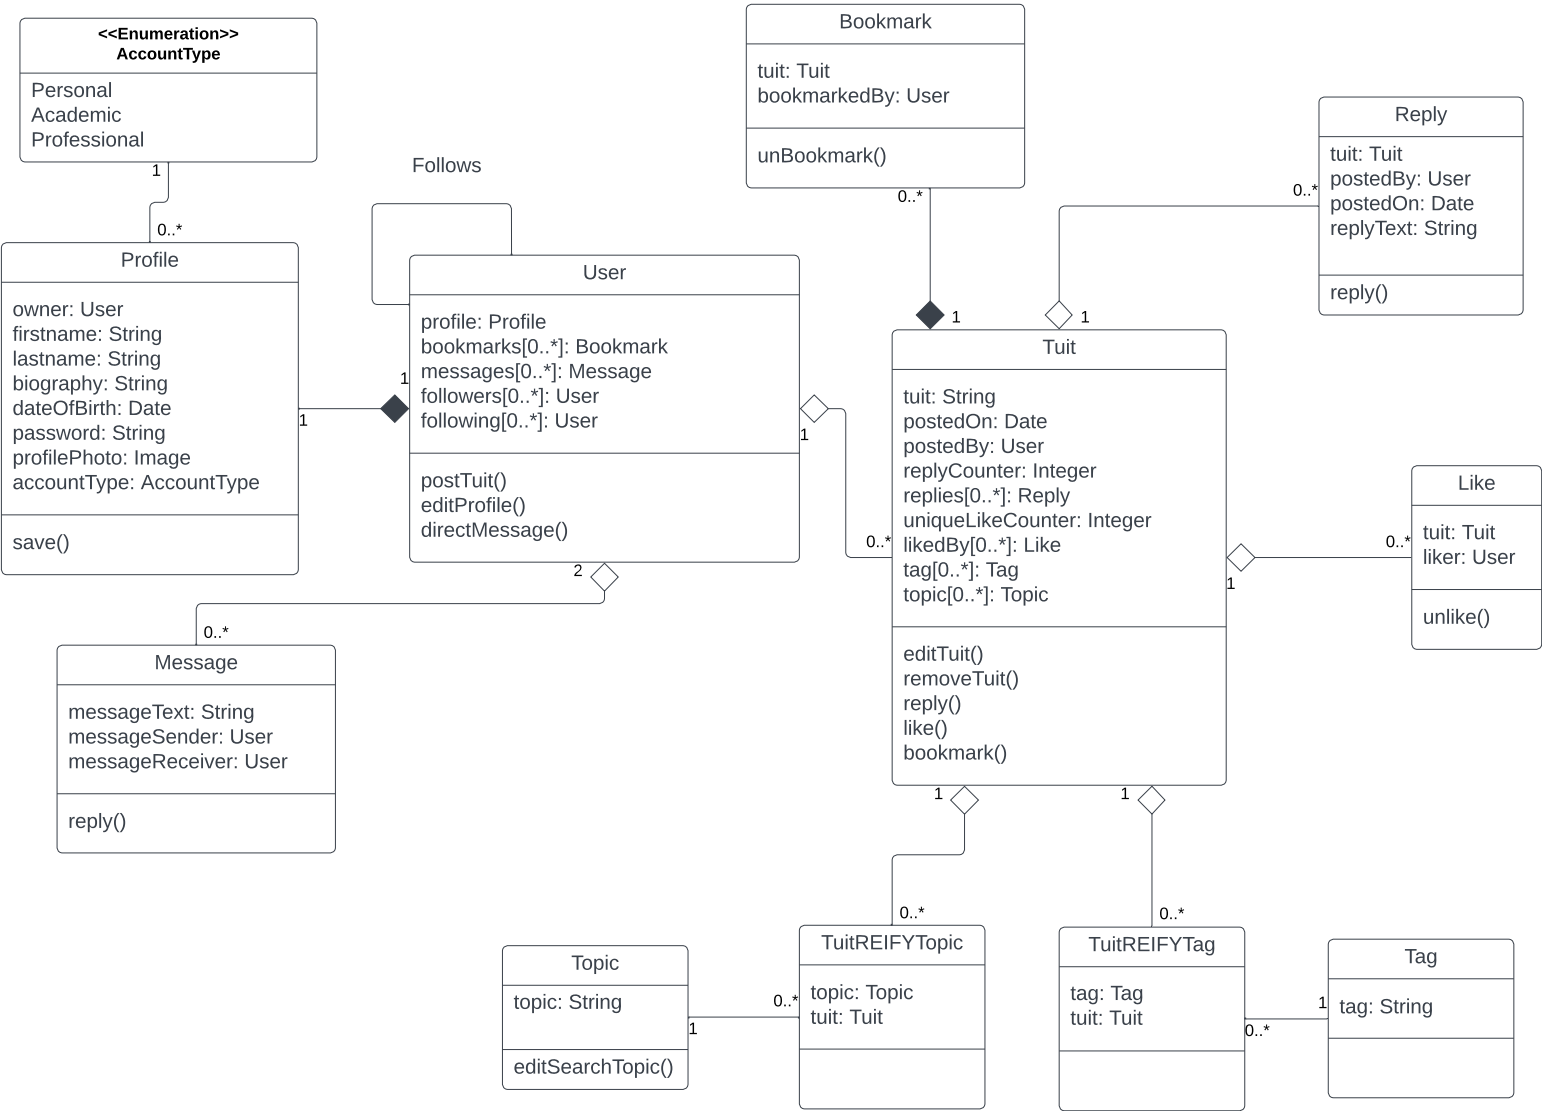 <<Enumeration>>
AccountType
Personal
Academic
Professional
1
0..*
Profile
owner: User
firstname: String
lastname: String
biography: String
dateOfBirth: Date
password: String
profilePhoto: Image
accountType: AccountType
save()
1
1
Follows
User
profile: Profile
bookmarks[0..*]: Bookmark
messages[0..*]: Message
followers[0..*]: User
following[0..*]: User
postTuit()
editProfile()
directMessage()
2
0..*
Message
messageText: String
messageSender: User
messageReceiver: User
reply()
1
0..*
Bookmark
tuit: Tuit
bookmarkedBy: User
unBookmark()
0..*
1
Reply
tuit: Tuit
postedBy: User
postedOn: Date
replyText: String
reply()
0..*
1
Tuit
tuit: String
postedOn: Date
postedBy: User
replyCounter: Integer
replies[0..*]: Reply
uniqueLikeCounter: Integer
likedBy[0..*]: Like
tag[0..*]: Tag
topic[0..*]: Topic
editTuit()
removeTuit()
reply()
like()
bookmark()
1
0..*
Like
tuit: Tuit
liker: User
unlike()
1
0..*
1
0..*
Topic
topic: String
editSearchTopic()
1
0..*
TuitREIFYTopic
topic: Topic
tuit: Tuit
TuitREIFYTag
tag: Tag
tuit: Tuit
0..*
1
Tag
tag: String